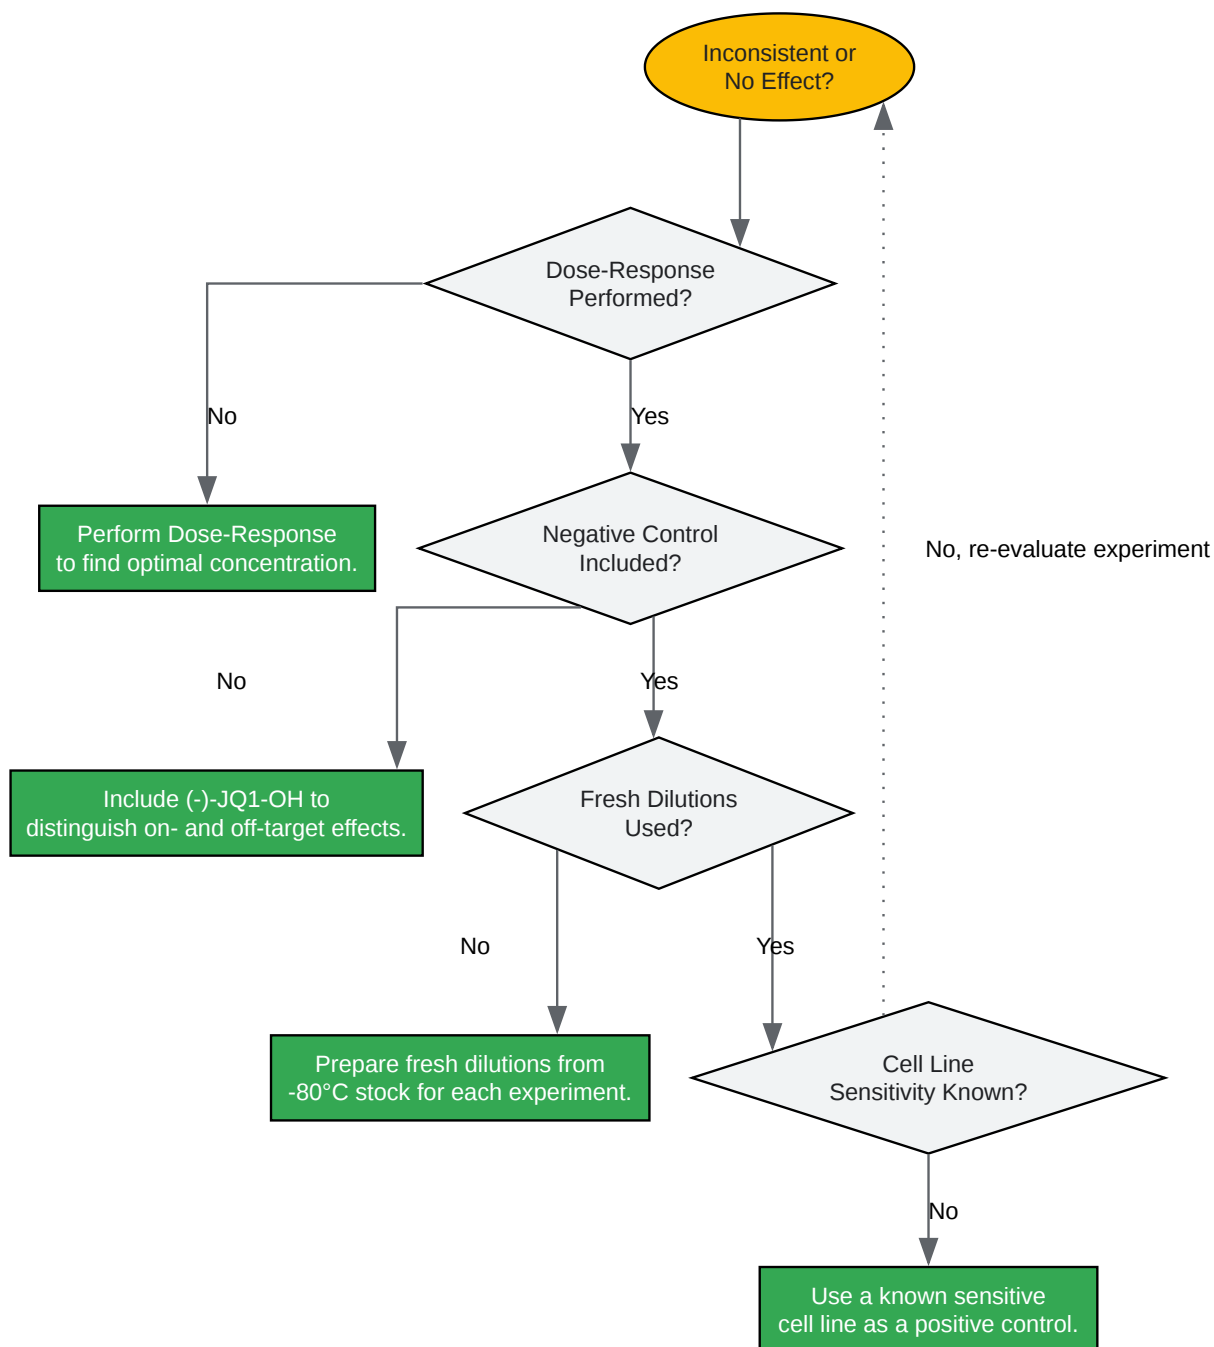 Inconsistent or
No Effect?
Dose-Response
Performed?
No
Yes
Perform Dose-Response
to find optimal concentration.
Negative Control
Included?
No, re-evaluate experiment
No
Yes
Include (-)-JQ1-OH to
distinguish on- and off-target effects.
Fresh Dilutions
Used?
No
Yes
Prepare fresh dilutions from
-80°C stock for each experiment.
Cell Line
Sensitivity Known?
No
Use a known sensitive
cell line as a positive control.